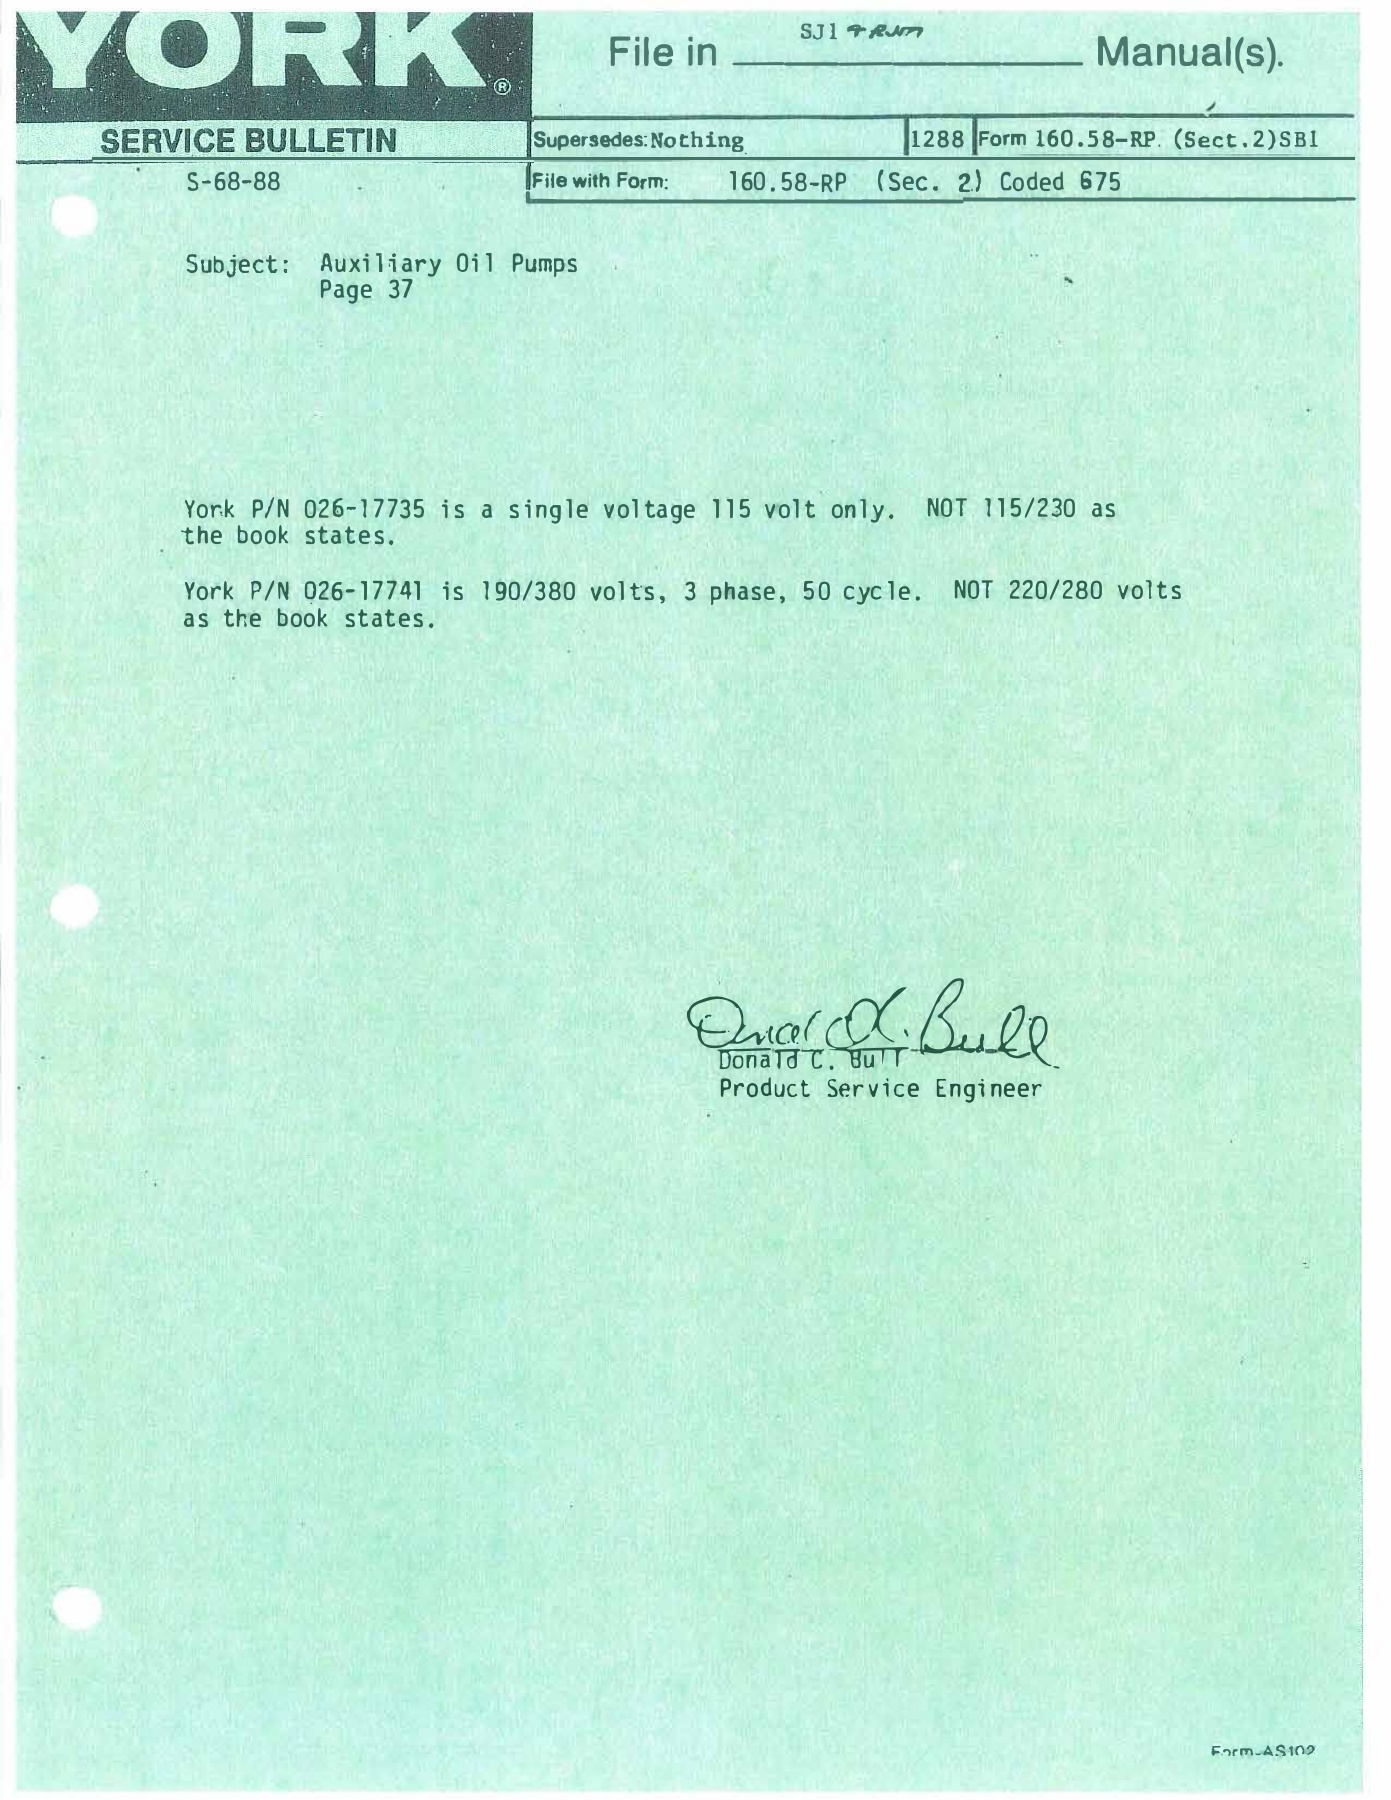 YORK®
File in SJ1 + RUM Manual(s).
SERVICE BULLETIN
Supersedes: Nothing 1288 Form 160.58-RP. (Sect.2)SB1
S-68-88
File with Form: 160.58-RP (Sec. 2) Coded 675
Subject: Auxiliary Oil Pumps
Page 37
York P/N 026-17735 is a single voltage 115 volt only. NOT 115/230 as
the book states.
York P/N 026-17741 is 190/380 volts, 3 phase, 50 cycle. NOT 220/280 volts
as the book states.
Donald C. Bull
Product Service Engineer
Form-AS102